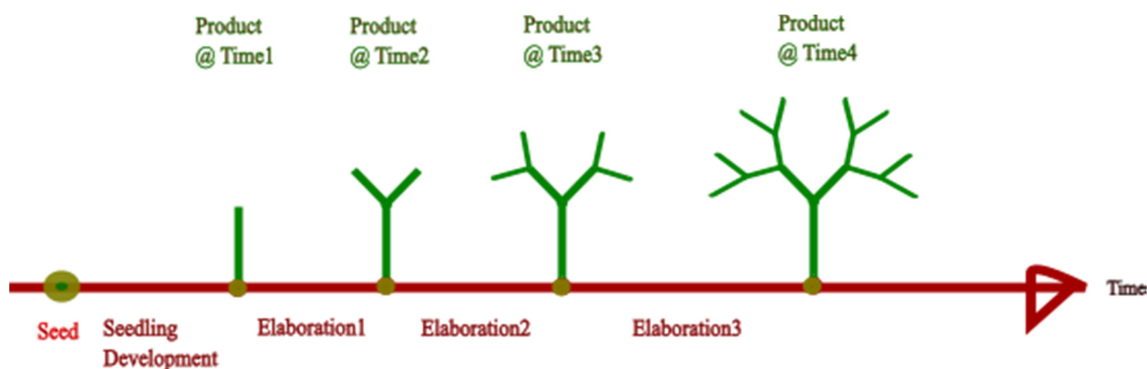 Product
@ Time1
Product
@ Time2
Product
@ Time3
Product
@ Time4
Time
Seed
Seedling
Development
Elaboration1
Elaboration2
Elaboration3